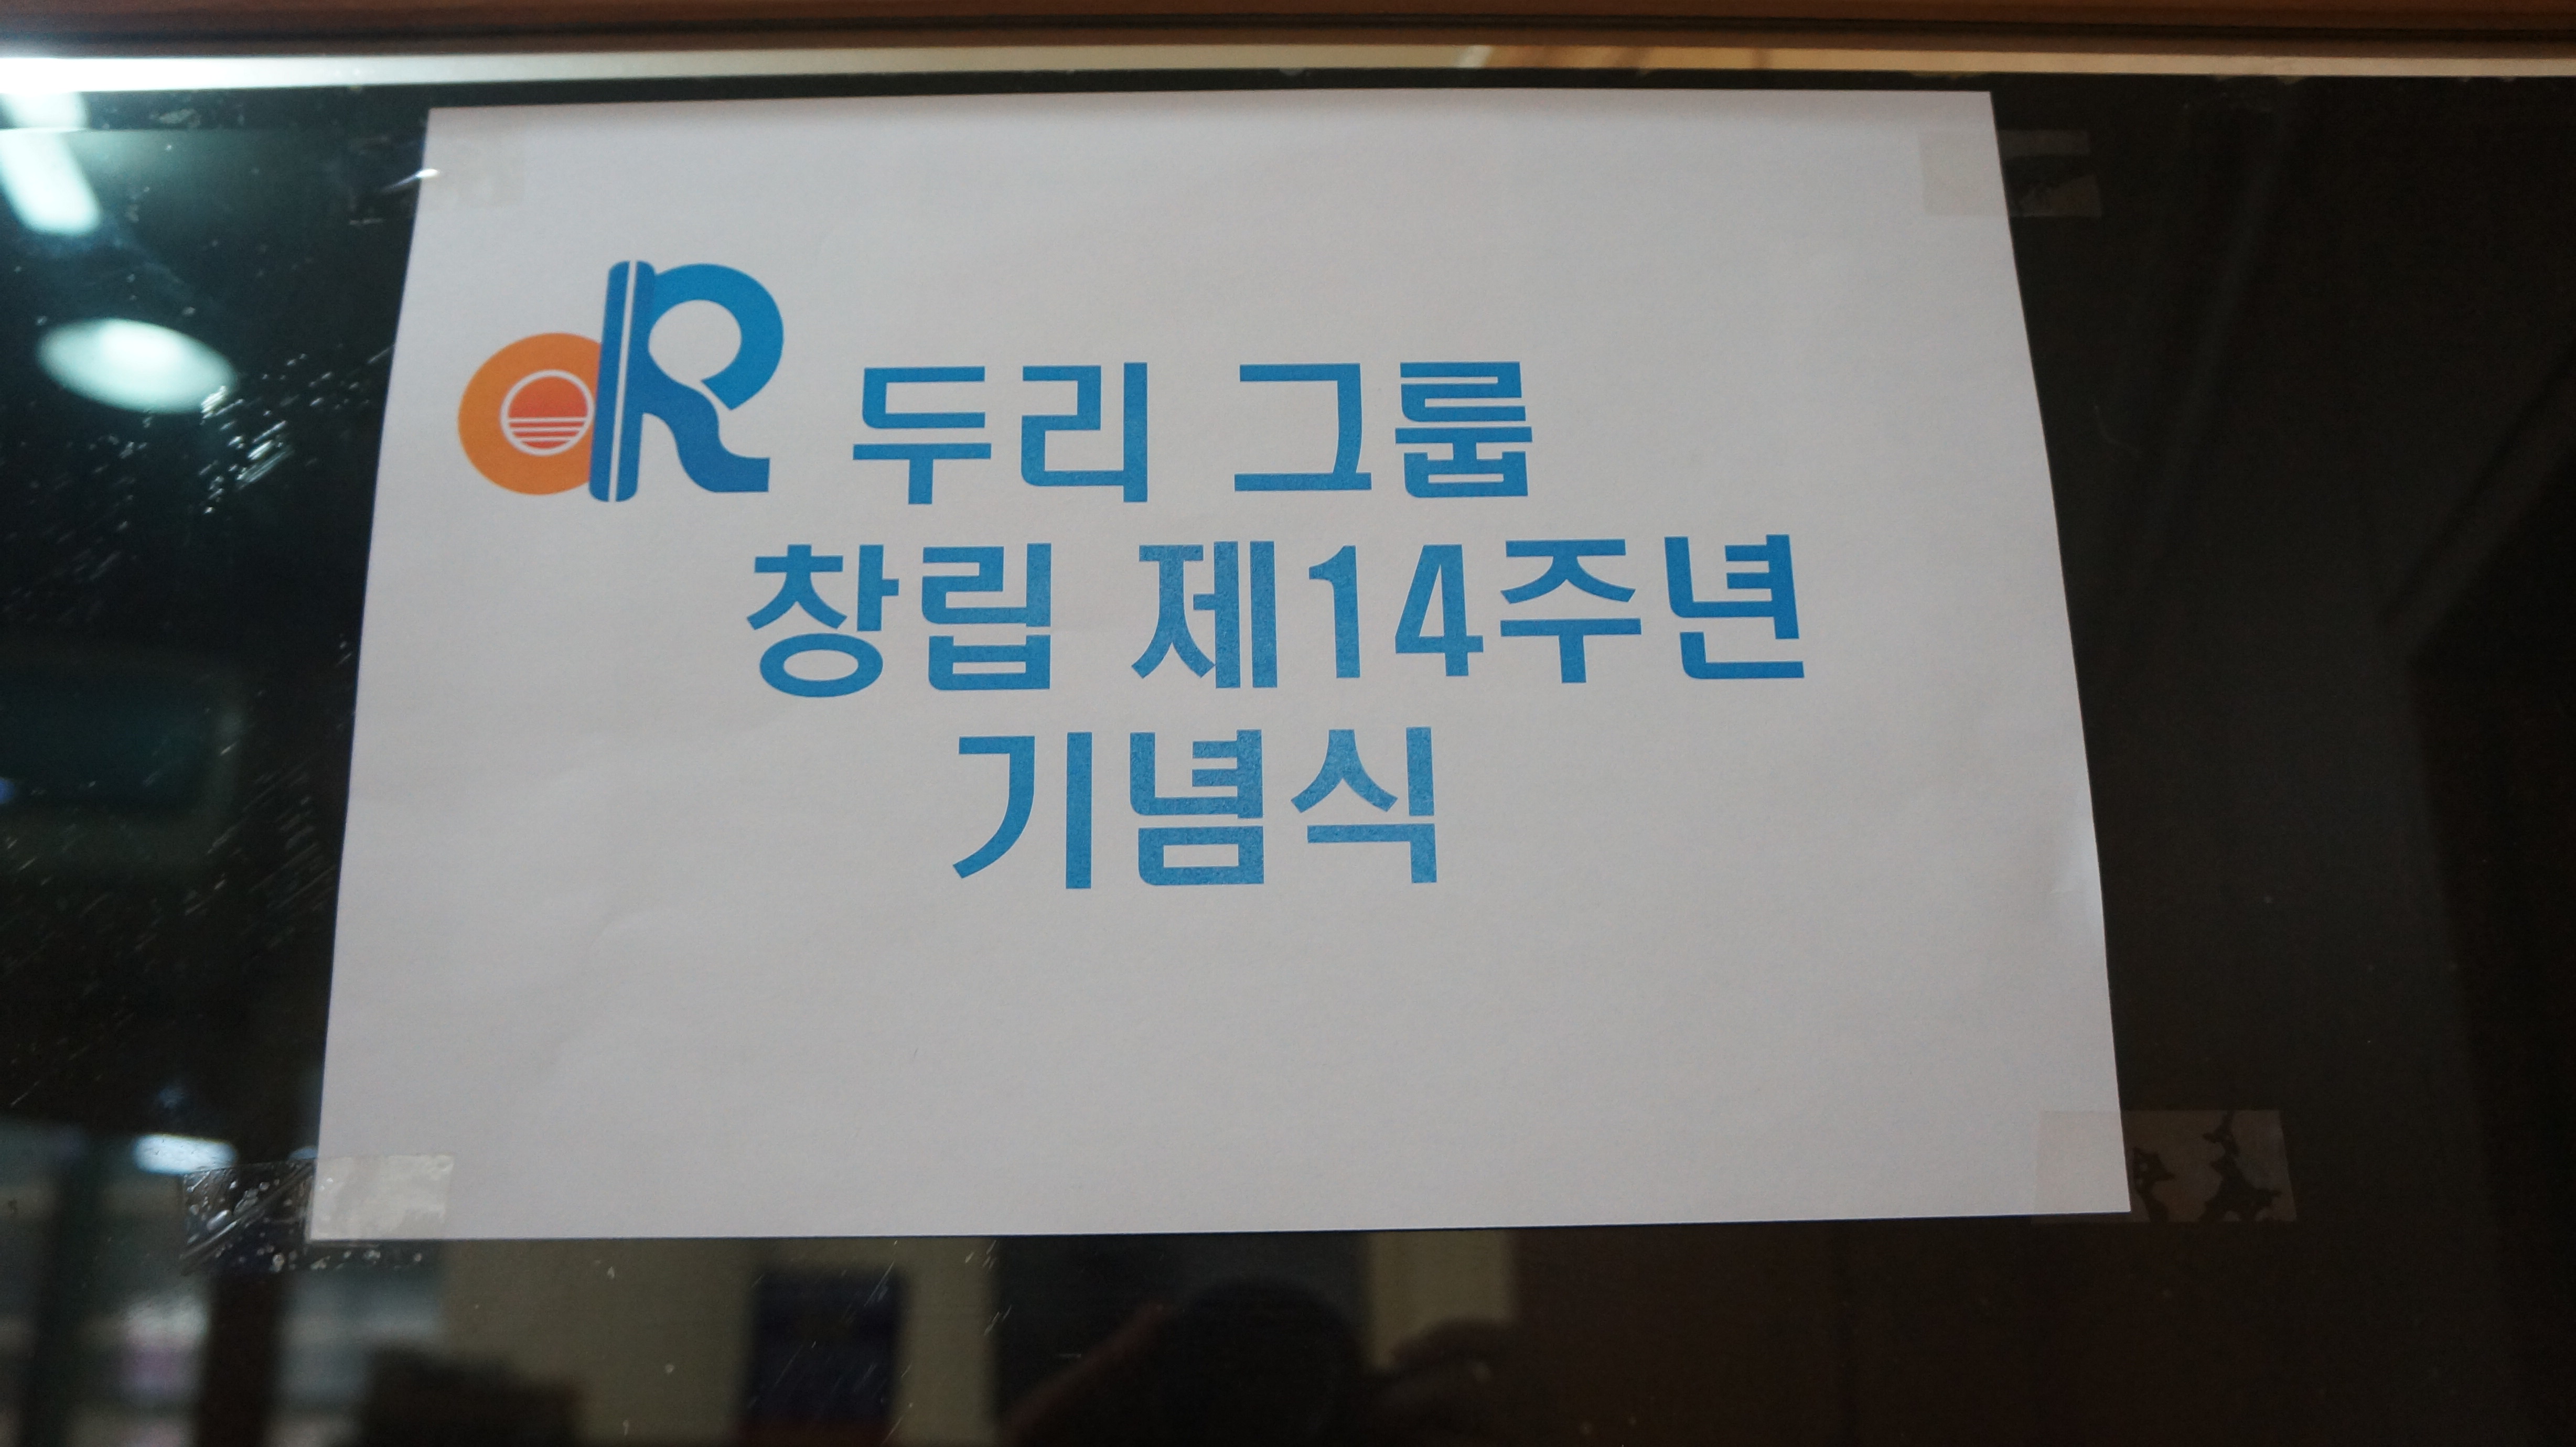 두리 그룹
창립 제14주년
기념식